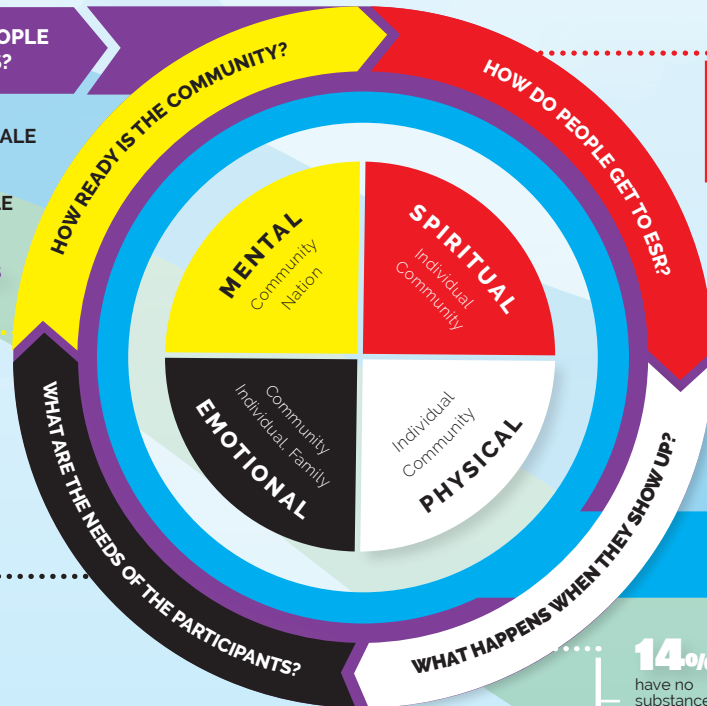 HOW READY IS THE COMMUNITY?
HOW DO PEOPLE GET TO ESR?
MENTAL
Community
Nation
SPIRITUAL
Individual
Community
Community
Individual, Family
EMOTIONAL
Individual
Community
PHYSICAL
WHAT ARE THE NEEDS OF THE PARTICIPANTS?
WHAT HAPPENS WHEN THEY SHOW UP?
14%
have no
substance